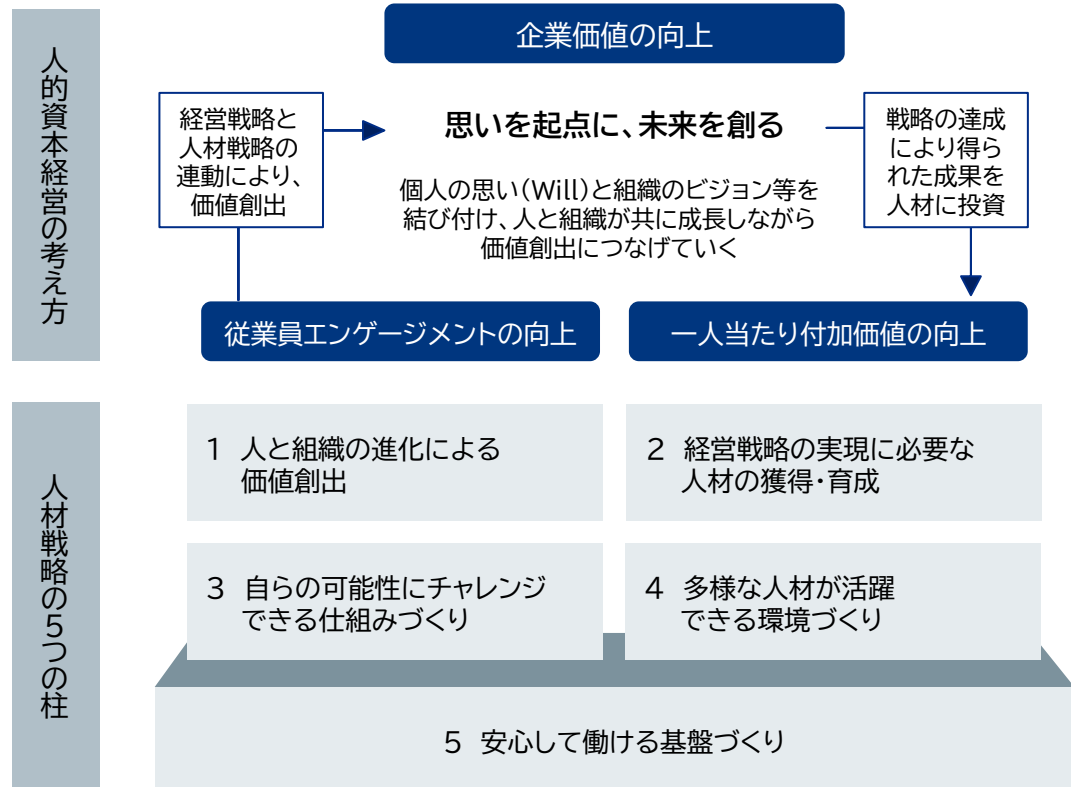 人的資本経営の考え方
企業価値の向上
経営戦略と
人材戦略の
連動により、
価値創出
思いを起点に、未来を創る
個人の思い(Will)と組織のビジョン等を
結び付け、人と組織が共に成長しながら
価値創出につなげていく
戦略の達成
により得ら
れた成果を
人材に投資
従業員エンゲージメントの向上
一人当たり付加価値の向上
人材戦略の5つの柱
1 人と組織の進化による
価値創出
2 経営戦略の実現に必要な
人材の獲得・育成
3 自らの可能性にチャレンジ
できる仕組みづくり
4 多様な人材が活躍
できる環境づくり
5 安心して働ける基盤づくり